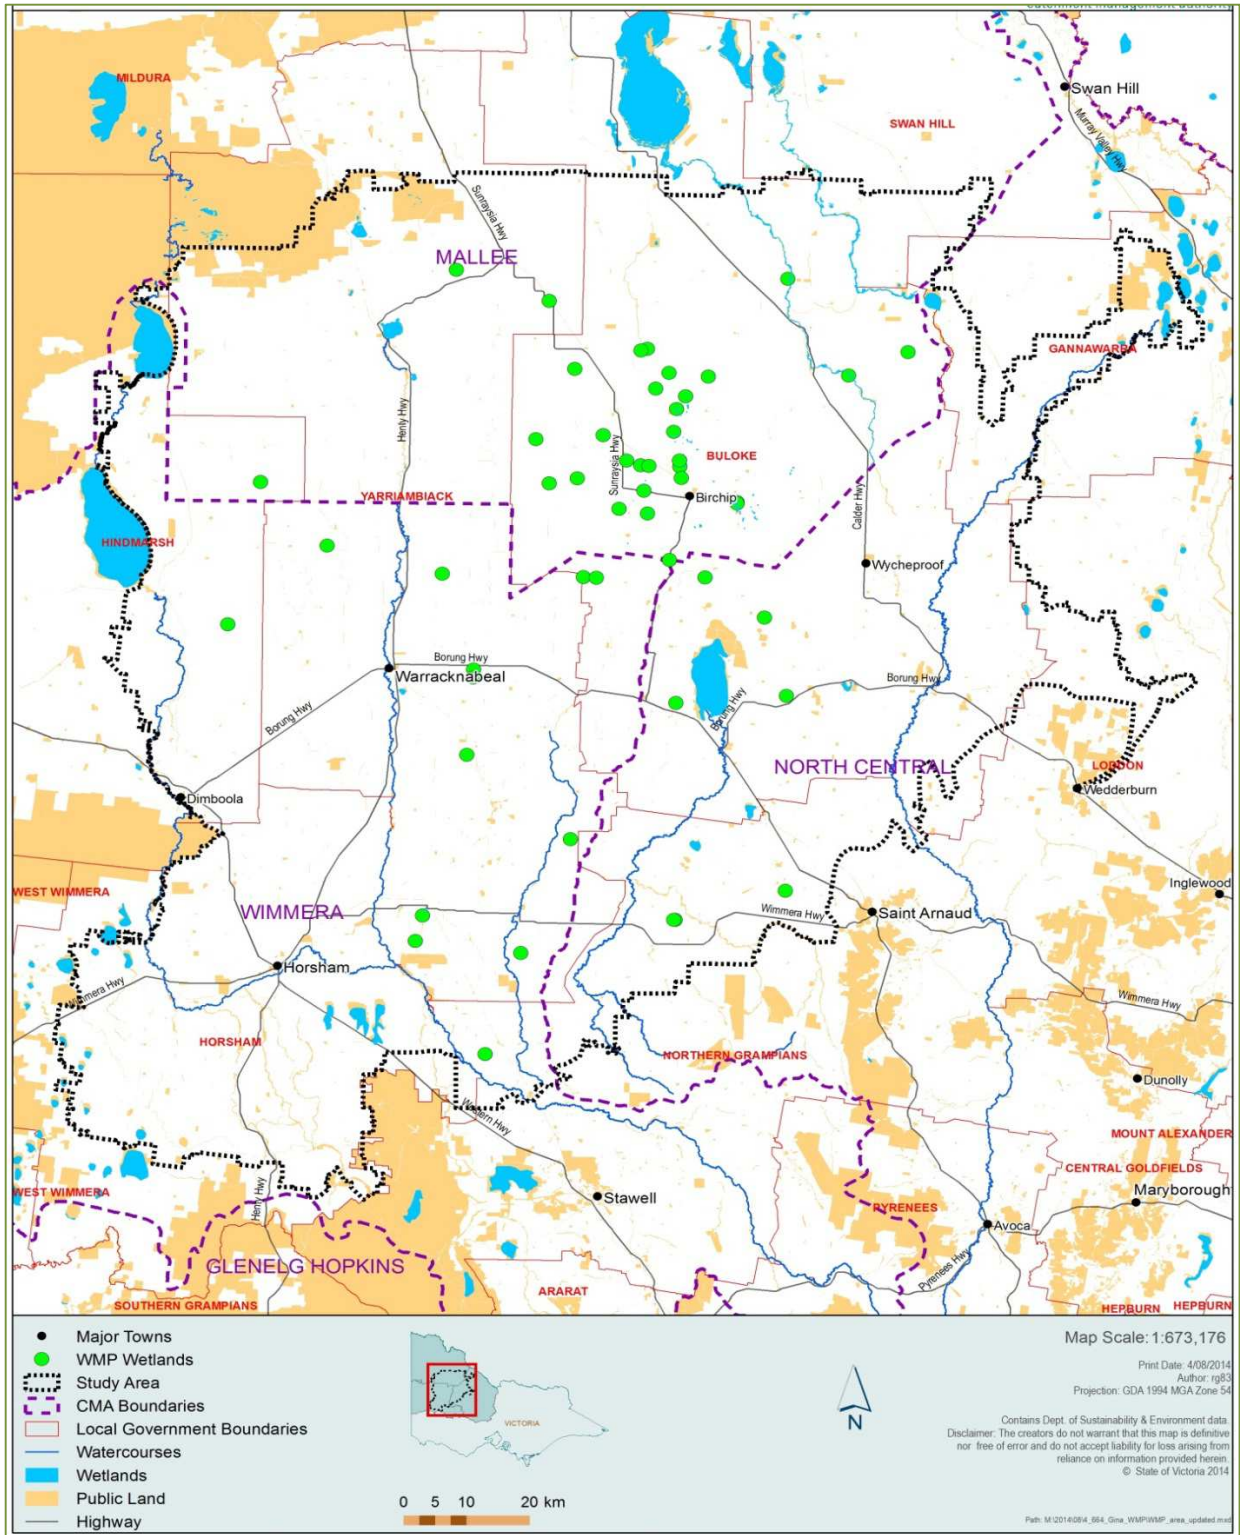 MILDURA
Swan Hill
SWAN HILL
Murray Valley Hwy
Sunraysia Hwy
MALLEE
GANNAWARRA
Henty Hwy
Sunraysia Hwy
BULOKE
YARRIAMBIACK
Birchip
Calder Hwy
HINDMARSH
Wycheproof
Borung Hwy
Warracknabeal
Borung Hwy
Borung Hwy
Borung Hwy
NORTH CENTRAL
LODDON
Wedderburn
Dimboola
WEST WIMMERA
Inglewood
WIMMERA
Wimmera Hwy
Saint Arnaud
Horsham
Wimmera Hwy
Wimmera Hwy
HORSHAM
NORTHERN GRAMPIANS
Dunolly
Western Hwy
MOUNT ALEXANDER
CENTRAL GOLDFIELDS
WEST WIMMERA
Maryborough
Henty Hwy
Stawell
PYRENEES
Avoca
GLENELG HOPKINS
Pyrenees Hwy
ARARAT
SOUTHERN GRAMPIANS
HEPBURN HEPBURN
Major Towns
WMP Wetlands
Study Area
CMA Boundaries
Local Government Boundaries
Watercourses
Wetlands
Public Land
Highway
VICTORIA
0 5 10 20 km
N
Map Scale: 1:673,176
Print Date: 4/08/2014
Author: rg83
Projection: GDA 1994 MGA Zone 54
Contains Dept. of Sustainability & Environment data.
Disclaimer: The creators do not warrant that this map is definitive
nor free of error and do not accept liability for loss arising from
reliance on information provided herein.
© State of Victoria 2014